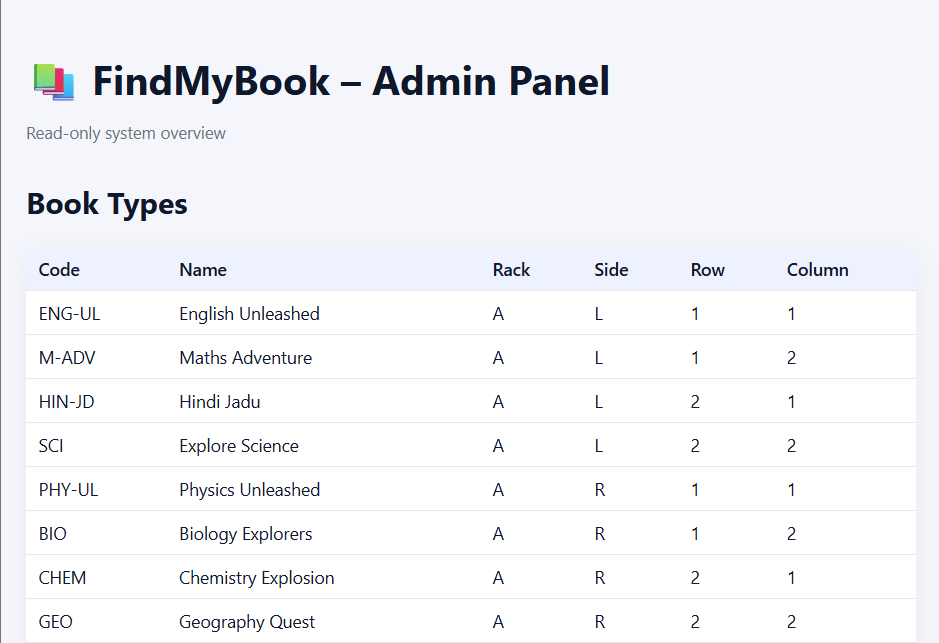 FindMyBook – Admin Panel
Read-only system overview
Book Types
Code Name Rack Side Row Column
ENG-UL English Unleashed A L 1 1
M-ADV Maths Adventure A L 1 2
HIN-JD Hindi Jadu A L 2 1
SCI Explore Science A L 2 2
PHY-UL Physics Unleashed A R 1 1
BIO Biology Explorers A R 1 2
CHEM Chemistry Explosion A R 2 1
GEO Geography Quest A R 2 2